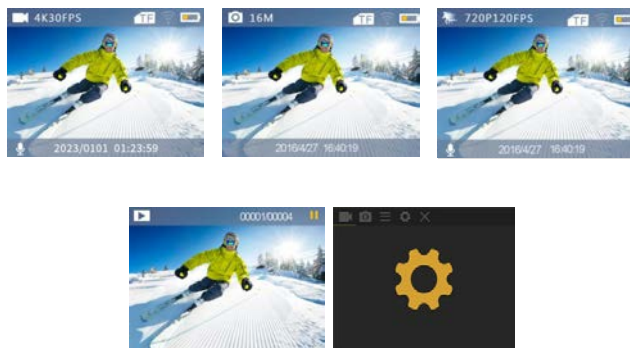 4K30FPS TF
16M TF
720P120FPS TF
2023/0101 01:23:59
2016/4/27 16:40:19
2016/4/27 16:40:19
00001/00004